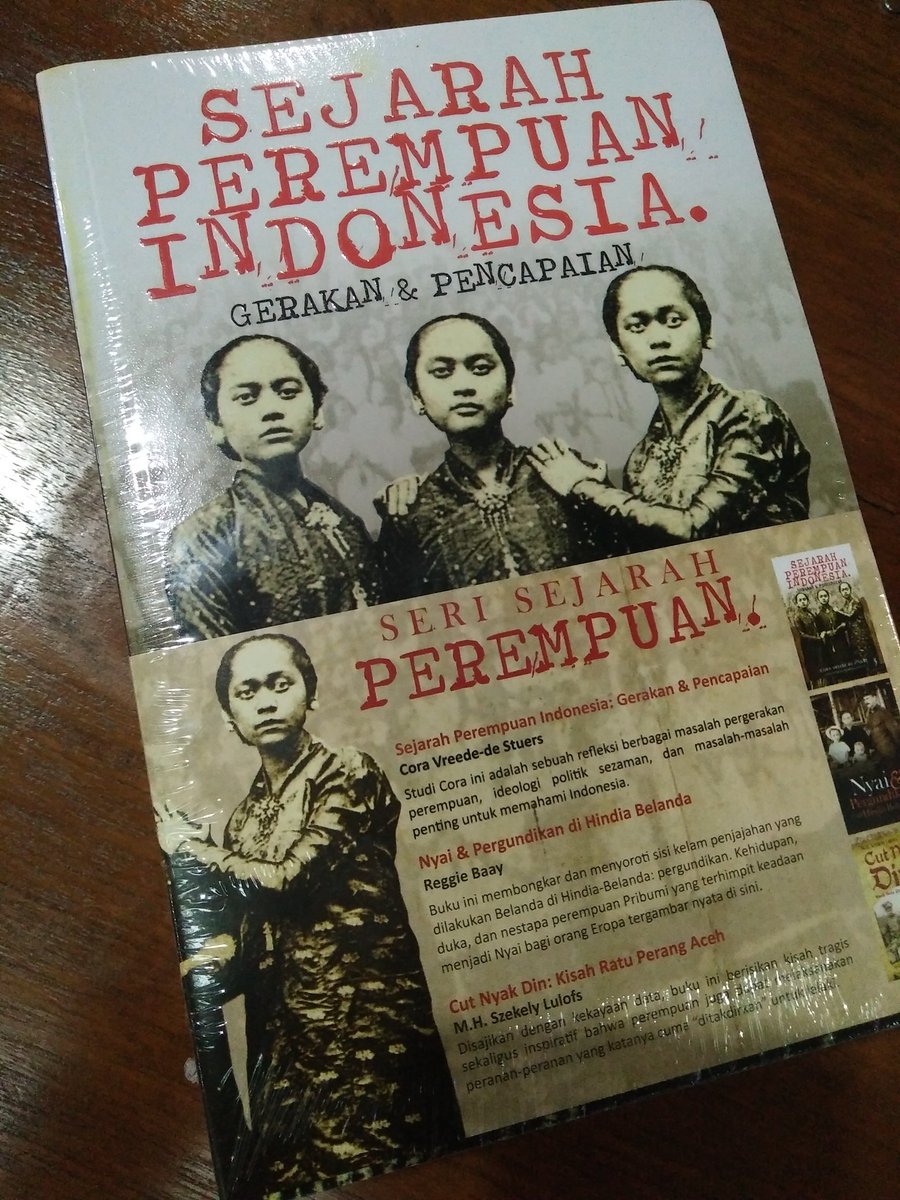 SEJARAH
PEREMPUAN
INDONESIA.
GERAKAN & PENCAPAIAN
SERI SEJARAH
PEREMPUAN.
Sejarah Perempuan Indonesia: Gerakan & Pencapaian
Cora Vreede-de Stuers
Studi Cora ini adalah sebuah refleksi berbagai masalah pergerakan
perempuan, ideologi politik sezaman, dan masalah-masalah
penting untuk memahami Indonesia.
Nyai & Pergundikan di Hindia Belanda
Reggie Baay
Buku ini membongkar dan menyoroti sisi kelam penjajahan yang
dilakukan Belanda di Hindia-Belanda: pergundikan. Kehidupan,
duka, dan nestapa perempuan Pribumi yang terhimpit keadaan
menjadi Nyai bagi orang Eropa tergambar nyata di sini.
Cut Nyak Din: Kisah Ratu Perang Aceh
M.H. Szekely Lulofs
Disajikan dengan kekayaan data, buku ini berisikan kisah tragis
sekaligus inspiratif bahwa perempuan juga dapat melaksanakan
peranan-peranan yang katanya cuma "ditakdirkan" untuk lelaki.
SEJARAH
PEREMPUAN
INDONESIA.
Nyai &